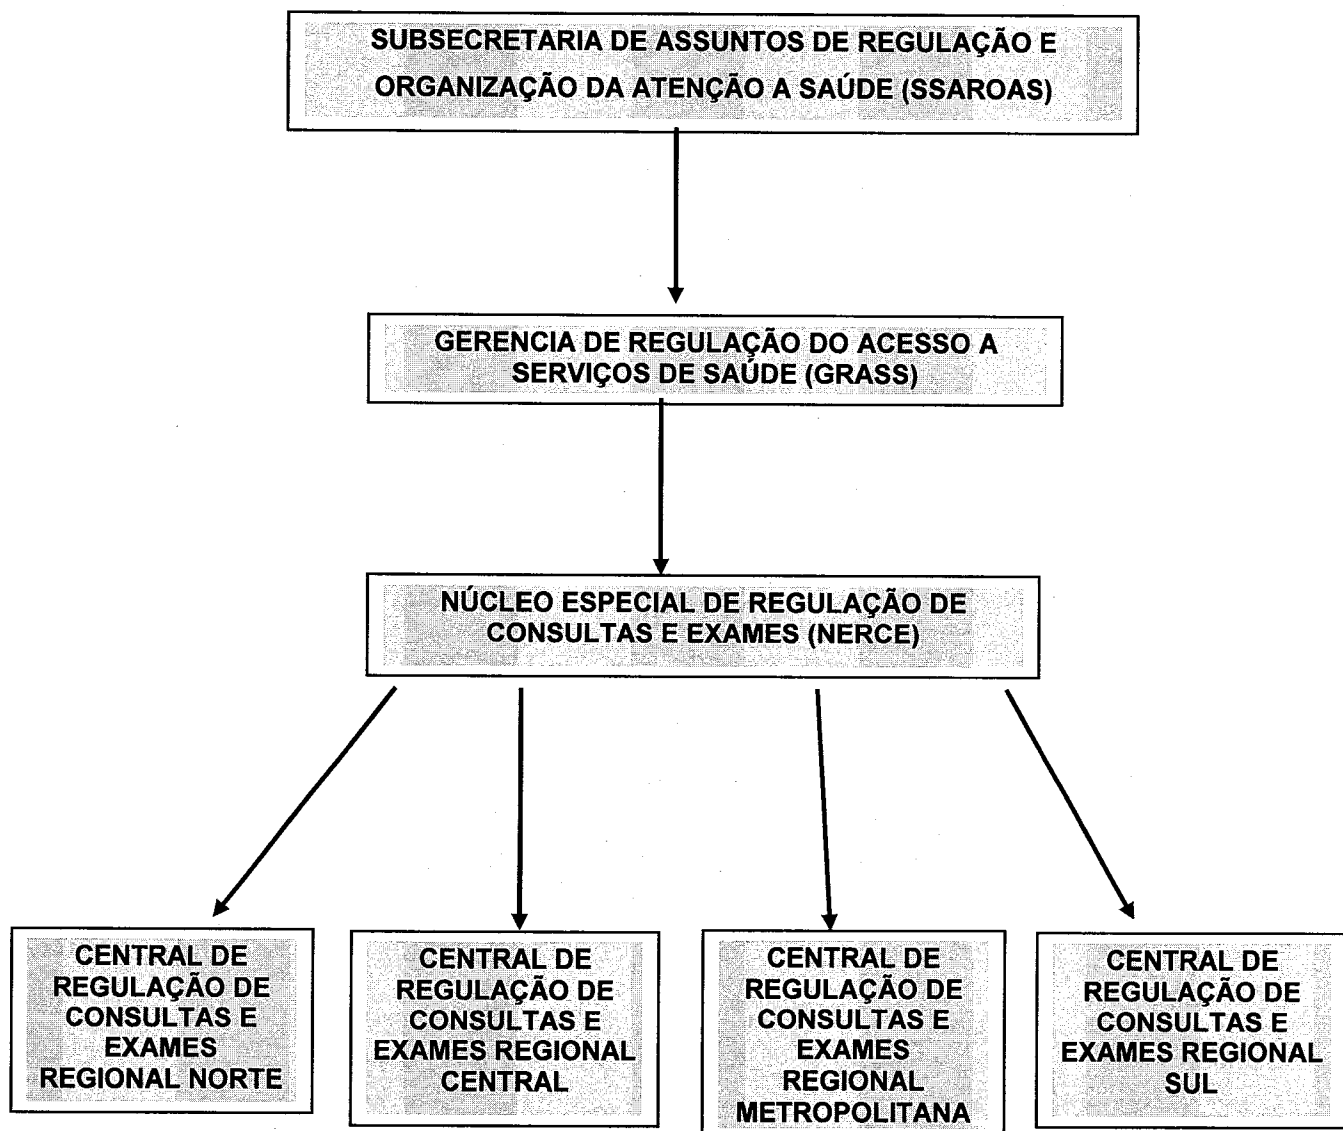 SUBSECRETARIA DE ASSUNTOS DE REGULAÇÃO E
ORGANIZAÇÃO DA ATENÇÃO A SAÚDE (SSAROAS)
GERENCIA DE REGULAÇÃO DO ACESSO A
SERVIÇOS DE SAÚDE (GRASS)
NÚCLEO ESPECIAL DE REGULAÇÃO DE
CONSULTAS E EXAMES (NERCE)
CENTRAL DE
REGULAÇÃO DE
CONSULTAS E
EXAMES
REGIONAL NORTE
CENTRAL DE
REGULAÇÃO DE
CONSULTAS E
EXAMES REGIONAL
CENTRAL
CENTRAL DE
REGULAÇÃO DE
CONSULTAS E
EXAMES
REGIONAL
METROPOLITANA
CENTRAL DE
REGULAÇÃO DE
CONSULTAS E
EXAMES REGIONAL
SUL